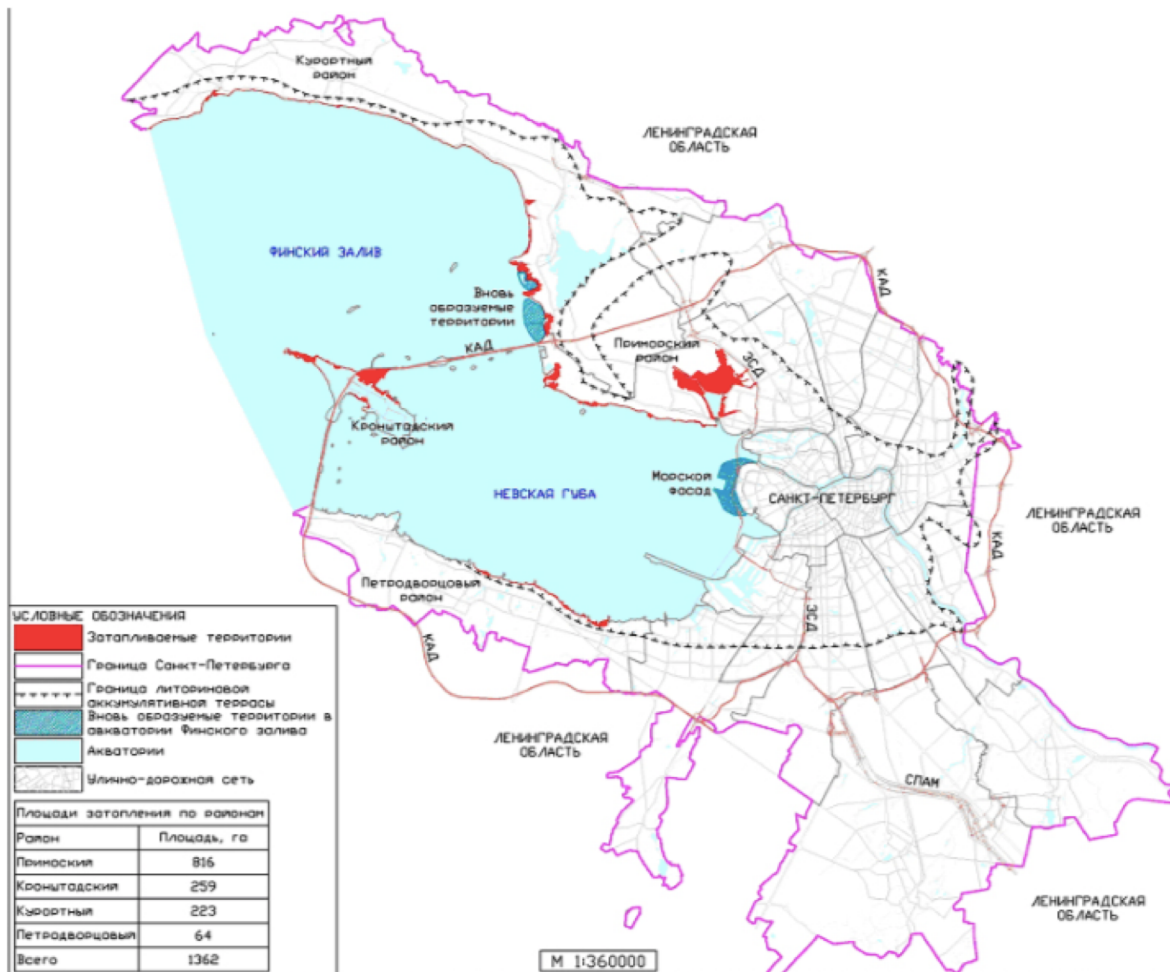 Курортный
район
ЛЕНИНГРАДСКАЯ
ОБЛАСТЬ
ФИНСКИЙ ЗАЛИВ
КАД
Вновь
образуемые
территории
КАД
Приморский
район
ЗСД
Кронштадский
район
Морской
фасад
НЕВСКАЯ ГУБА
САНКТ-ПЕТЕРБУРГ
ЛЕНИНГРАДСКАЯ
ОБЛАСТЬ
КАД
Петродворцовый
район
ЗСД
КАД
УСЛОВНЫЕ ОБОЗНАЧЕНИЯ
Затапливаемые территории
Граница Санкт-Петербурга
Граница литориновой
аккумулятивной террасы
Вновь образуемые территории в
авкватории Финского залива
Акватории
Улично-дорожная сеть
ЛЕНИНГРАДСКАЯ
ОБЛАСТЬ
СПАМ
Площади затопления по районам
Район Площадь, га
Примоский 816
Кронштадский 259
Курортный 223
Петродворцовый 64
Всего 1362
ЛЕНИНГРАДСКАЯ
ОБЛАСТЬ
М 1:360000